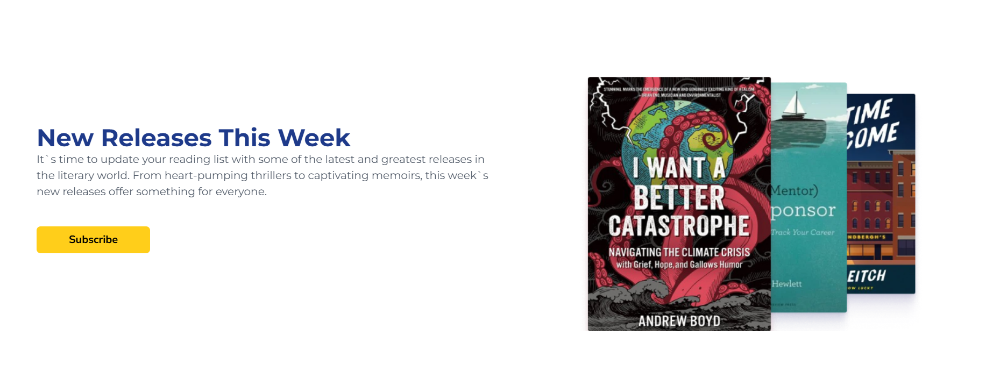 New Releases This Week
It`s time to update your reading list with some of the latest and greatest releases in
the literary world. From heart-pumping thrillers to captivating memoirs, this week`s
new releases offer something for everyone.
Subscribe
STUNNING. MARKS THE EMERGENCE OF A NEW AND GENUINELY EXCITING KIND OF REALISM
—BRIAN ENO, MUSICIAN AND ENVIRONMENTALIST
I WANT A
BETTER
CATASTROPHE
NAVIGATING THE CLIMATE CRISIS
with Grief, Hope, and Gallows Humor
ANDREW BOYD
(Mentor)
ponsor
Track Your Career
Hewlett
TIME
COME
NDBERGH'S
EITCH
OW LUCKY